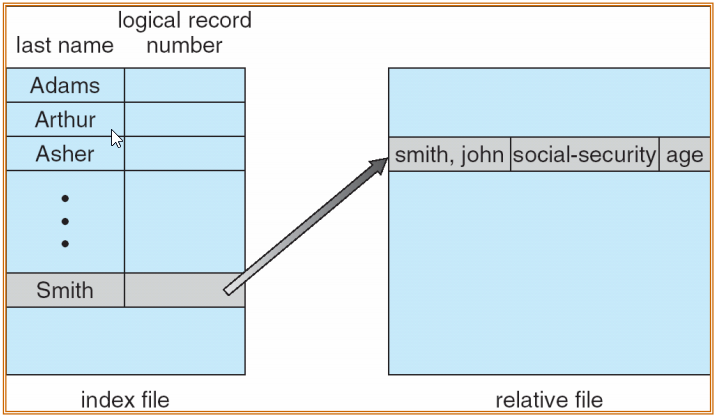 logical record
last name number
Adams
Arthur
Asher
Smith
smith, john social-security age
index file relative file